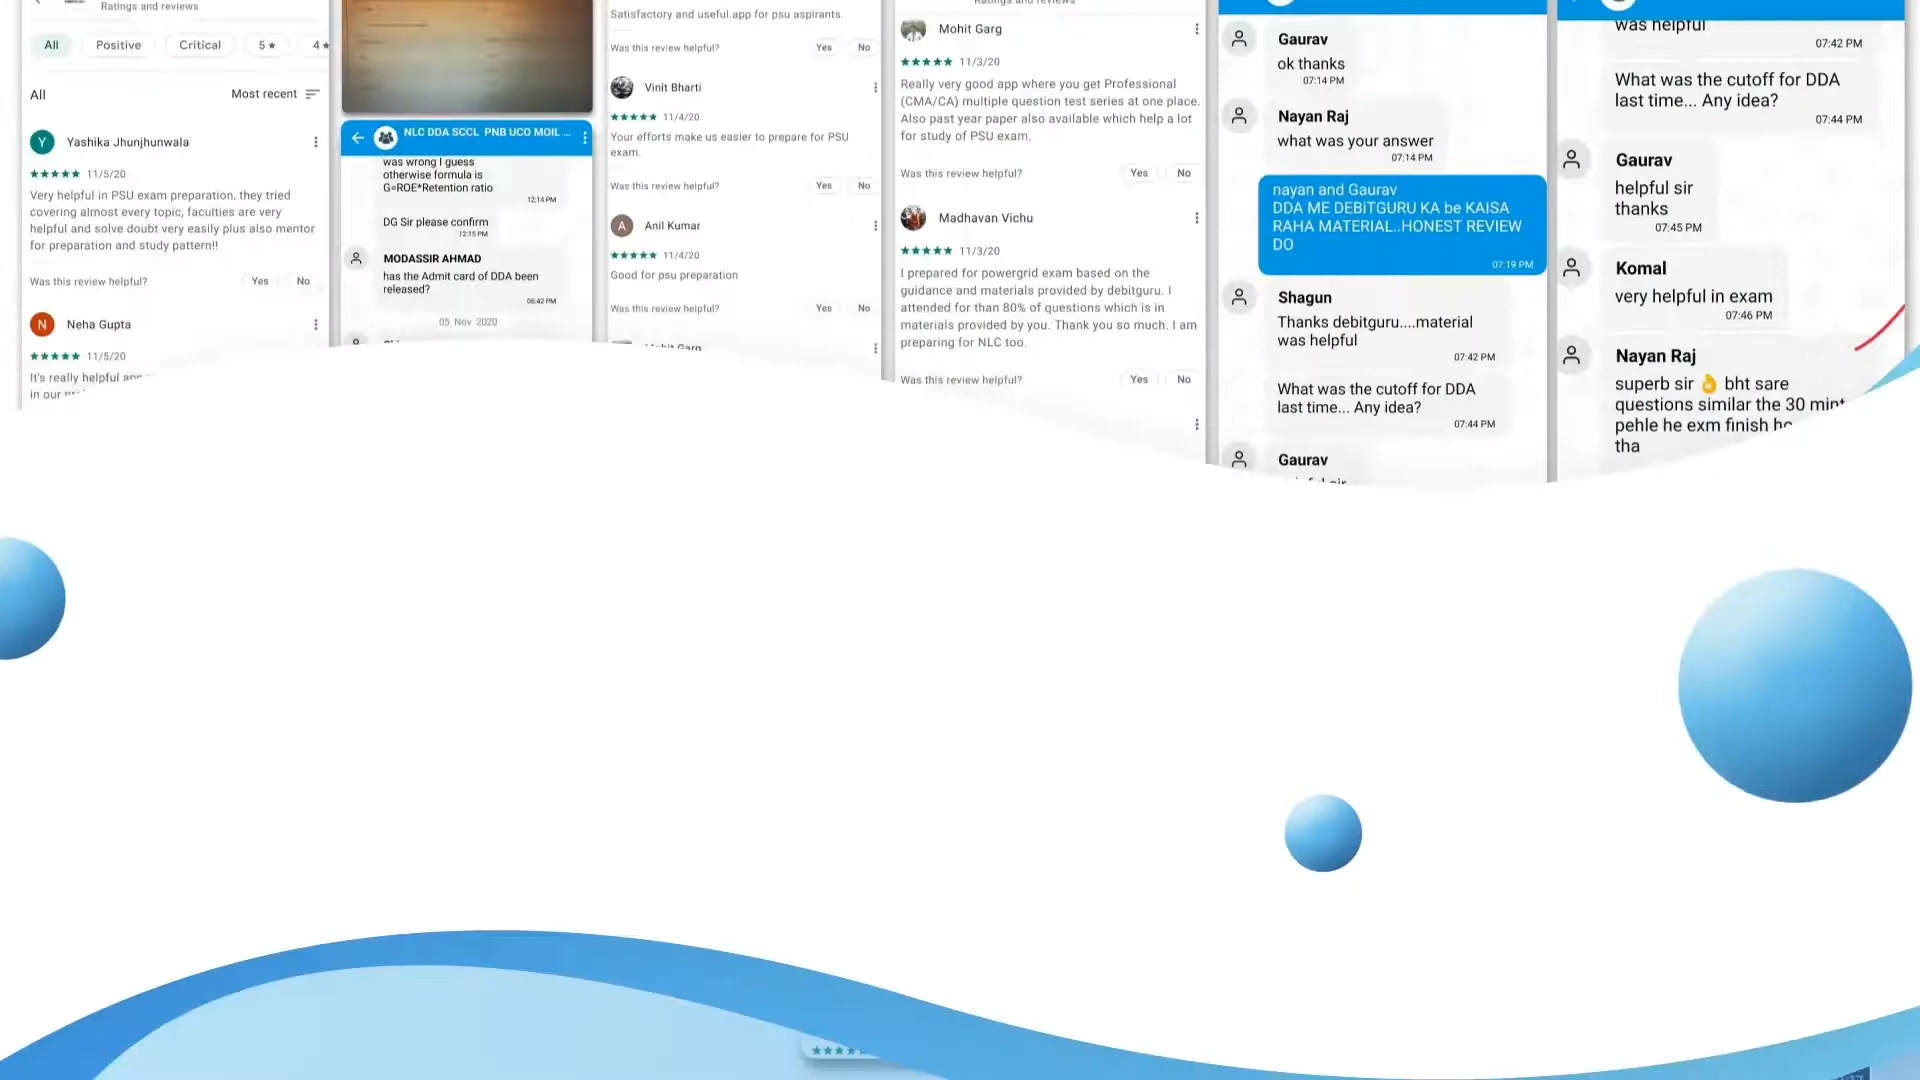 Ratings and reviews
All
Positive
Critical
5★
4★
All
Most recent
Y
Yashika Jhunjhunwala
★★★★★ 11/5/20
Very helpful in PSU exam preparation, they tried
covering almost every topic, faculties are very
helpful and solve doubt very easily plus also mentor
for preparation and study pattern!!
Was this review helpful?
Yes
No
N
Neha Gupta
★★★★★ 11/5/20
It's really helpful app
in our
NLC DDA SCCL PNB UCO MOIL ...
was wrong I guess
otherwise formula is
G=ROE*Retention ratio
12:14 PM
DG Sir please confirm
12:15 PM
MODASSIR AHMAD
has the Admit card of DDA been
released?
06:42 PM
05 Nov 2020
Satisfactory and useful app for psu aspirants.
Was this review helpful?
Yes
No
Vinit Bharti
★★★★★ 11/4/20
Your efforts make us easier to prepare for PSU
exam.
Was this review helpful?
Yes
No
A
Anil Kumar
★★★★★ 11/4/20
Good for psu preparation
Was this review helpful?
Yes
No
Mohit Garg
Ratings and reviews
Mohit Garg
★★★★★ 11/3/20
Really very good app where you get Professional
(CMA/CA) multiple question test series at one place.
Also past year paper also available which help a lot
for study of PSU exam.
Was this review helpful?
Yes
No
Madhavan Vichu
★★★★★ 11/3/20
I prepared for powergrid exam based on the
guidance and materials provided by debitguru. I
attended for than 80% of questions which is in
materials provided by you. Thank you so much. I am
preparing for NLC too.
Was this review helpful?
Yes
No
Gaurav
ok thanks
07:14 PM
Nayan Raj
what was your answer
07:14 PM
nayan and Gaurav
DDA ME DEBiTGURU KA be KAISA
RAHA MATERIAL..HONEST REVIEW
DO
07:19 PM
Shagun
Thanks debitguru....material
was helpful
07:42 PM
What was the cutoff for DDA
last time... Any idea?
07:44 PM
Gaurav
was helpful
07:42 PM
What was the cutoff for DDA
last time... Any idea?
07:44 PM
Gaurav
helpful sir
thanks
07:45 PM
Komal
very helpful in exam
07:46 PM
Nayan Raj
superb sir 👌 bht sare
questions similar the 30 mint
pehle he exm finish ho
tha
★★★★